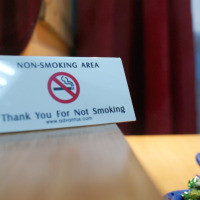 NON-SMOKING AREA
Thank You For Not Smoking